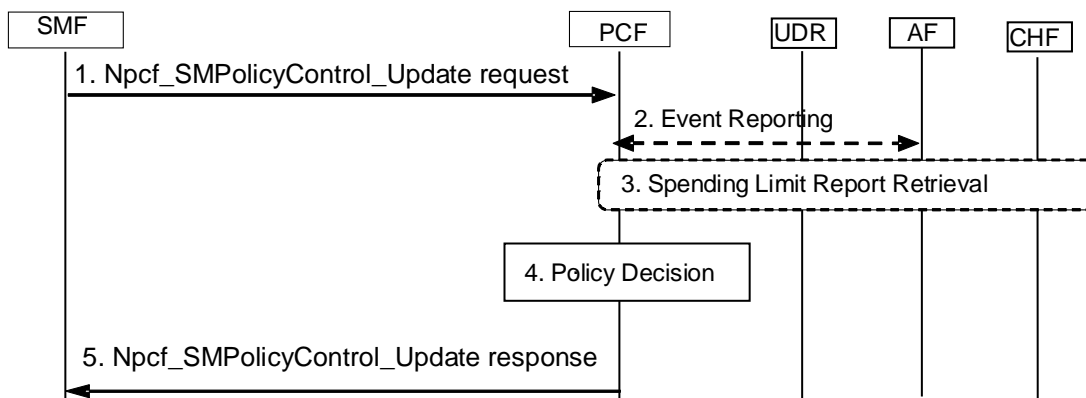 SMF
PCF
UDR
AF
CHF
1. Npcf_SMPolicyControl_Update request
2. Event Reporting
3. Spending Limit Report Retrieval
4. Policy Decision
5. Npcf_SMPolicyControl_Update response